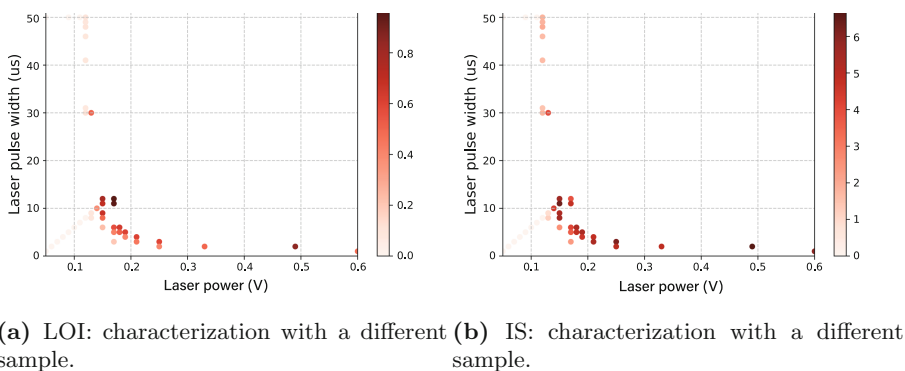 50
40
30
20
10
0
Laser pulse width (us)
0.1 0.2 0.3 0.4 0.5 0.6
Laser power (V)
0.8
0.6
0.4
0.2
0.0
50
40
30
20
10
0
Laser pulse width (us)
0.1 0.2 0.3 0.4 0.5 0.6
Laser power (V)
6
5
4
3
2
1
0
(a) LOI: characterization with a different
sample.
(b) IS: characterization with a different
sample.